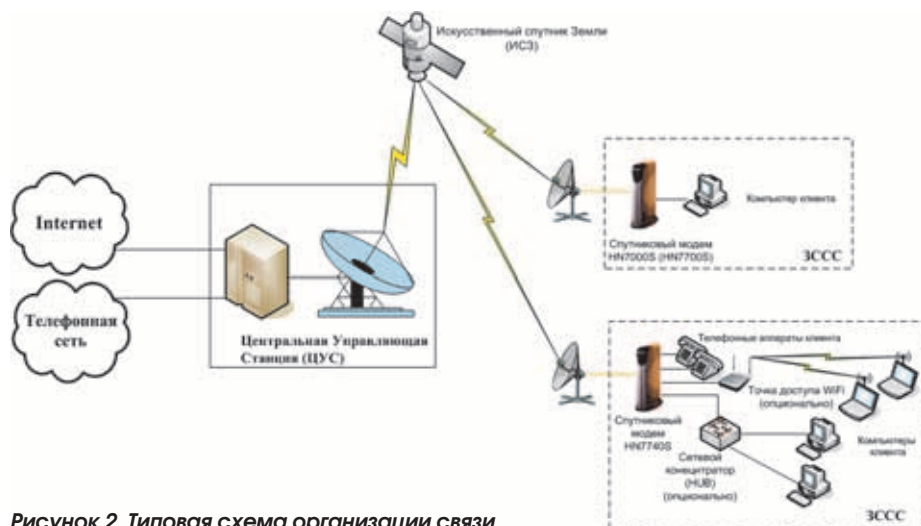 Искусственный спутник Земли
(ИСЗ)
Internet
Телефонная
сеть
Центральная Управляющая
Станция (ЦУС)
Компьютер клиента
Спутниковый модем
HN7000S (HN7700S)
ЗССС
Телефонные аппараты клиента
Точка доступа WiFi
(опционально)
Спутниковый
модем
HN7740S
Сетевой
конецитратор
(HUB)
(опционально)
Компьютеры
клиента
ЗССС
Рисунок 2. Типовая схема организации связи